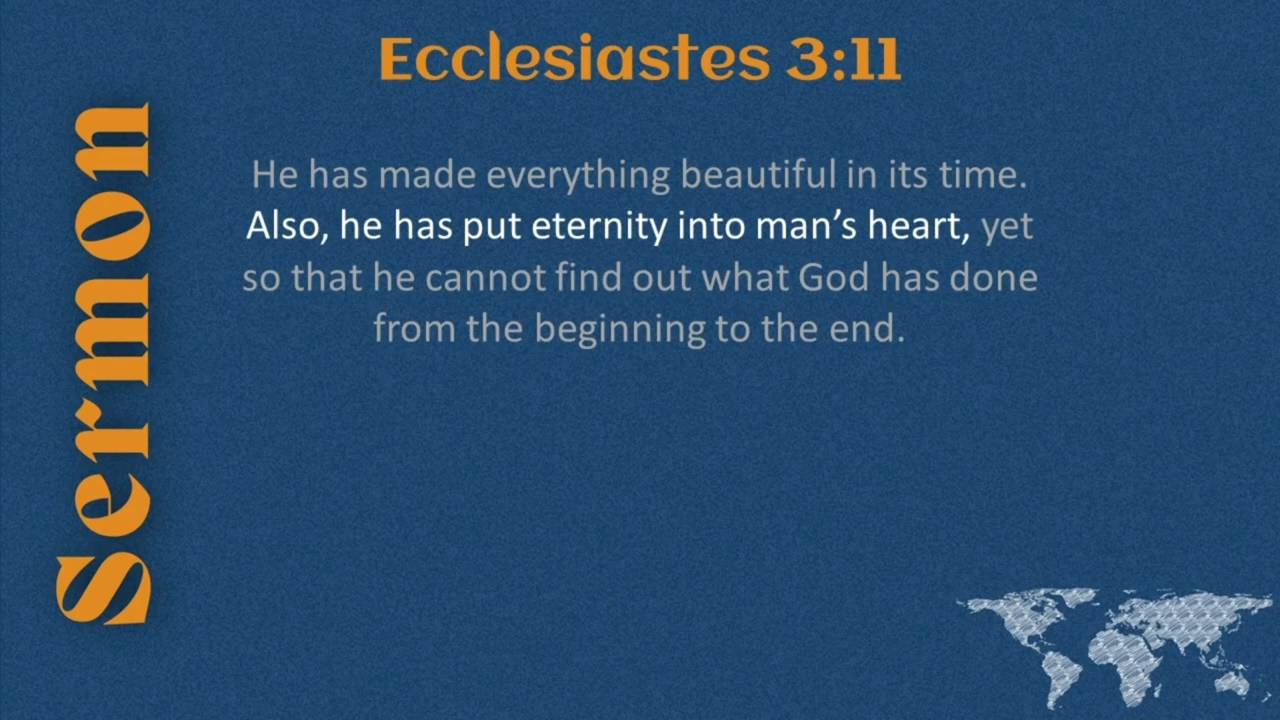 Ecclesiastes 3:11
Sermon
He has made everything beautiful in its time.
Also, he has put eternity into man’s heart, yet
so that he cannot find out what God has done
from the beginning to the end.